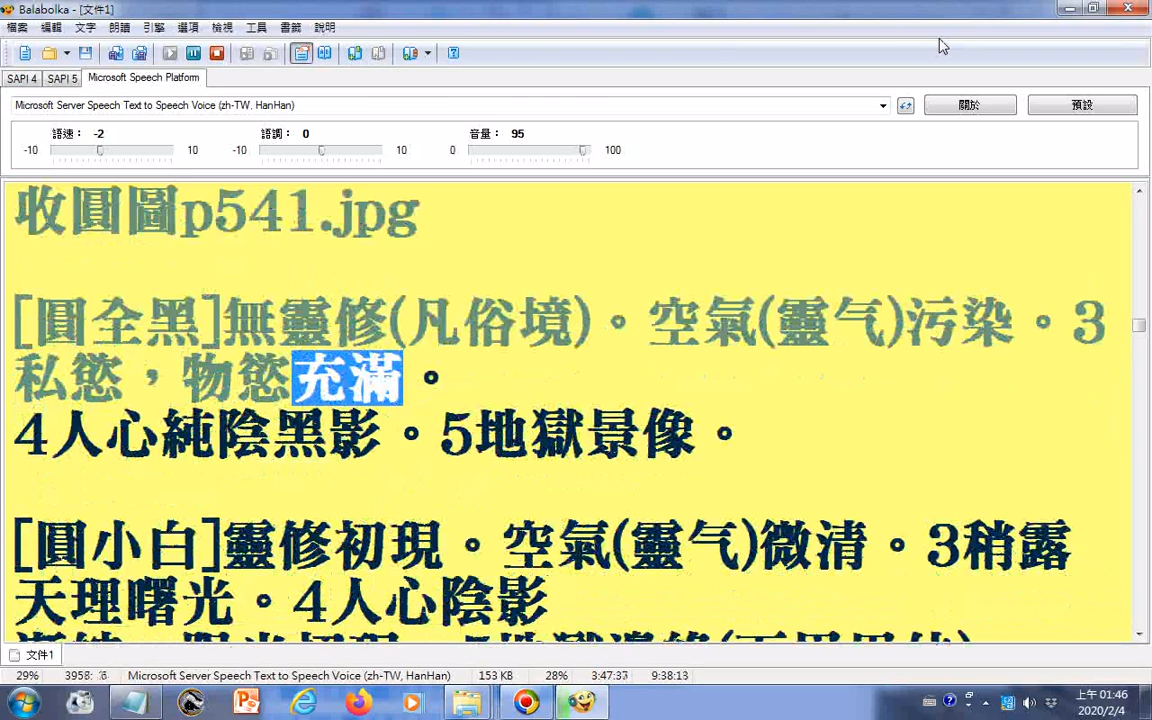 Balabolka - [文件1]
檔案 編輯 文字 朗讀 引擎 選項 檢視 工具 書籤 說明
SAPI 4 SAPI 5 Microsoft Speech Platform
Microsoft Server Speech Text to Speech Voice (zh-TW, HanHan) 關於 預設
語速： -2 語調： 0 音量： 95
-10 10 -10 10 0 100
收圓圖p541.jpg
[圓全黑]無靈修(凡俗境)。空氣(靈气)污染。3
私慾，物慾充滿。
4人心純陰黑影。5地獄景像。
[圓小白]靈修初現。空氣(靈气)微清。3稍露
天理曙光。4人心陰影
文件1
29% 3958: Microsoft Server Speech Text to Speech Voice (zh-TW, HanHan) 153 KB 28% 3:47:37 9:38:13
上午 01:46
2020/2/4